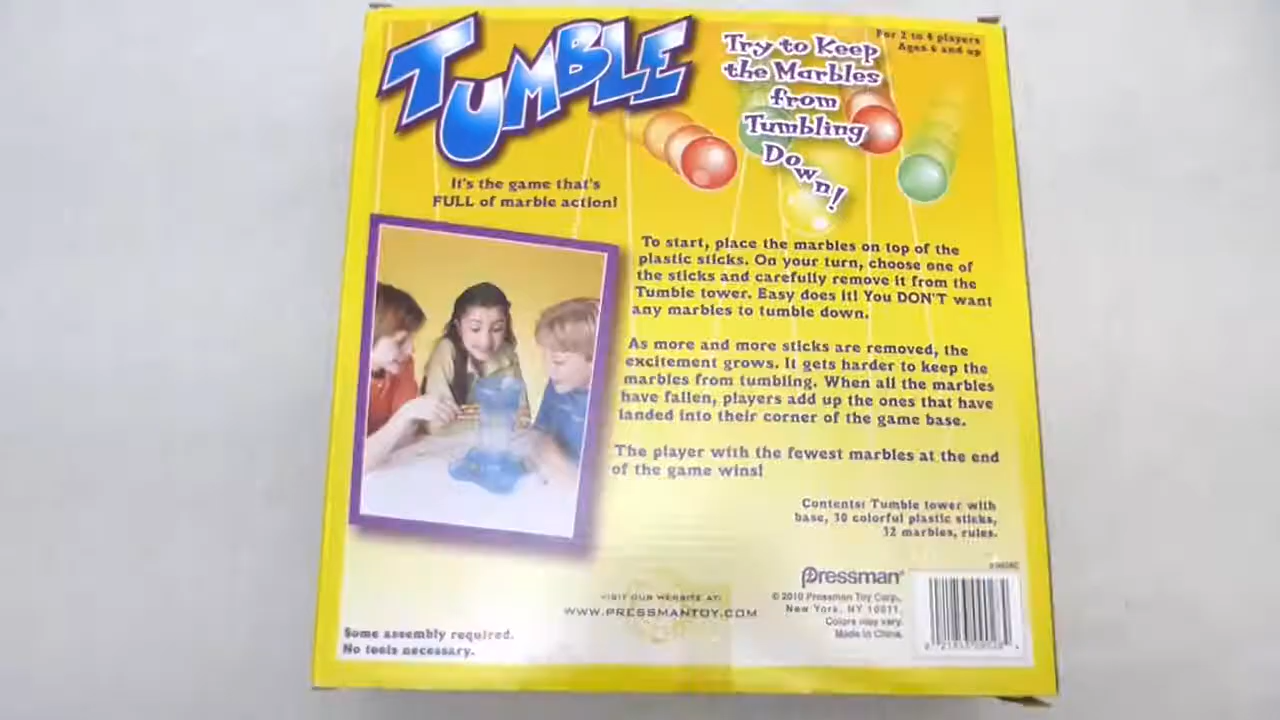 TUMBLE
Try to Keep
the Marbles
from
Tumbling
Down!
For 2 to 4 players
Ages 6 and up
It's the game that's
FULL of marble action!
To start, place the marbles on top of the
plastic sticks. On your turn, choose one of
the sticks and carefully remove it from the
Tumble tower. Easy does it! You DON'T want
any marbles to tumble down.
As more and more sticks are removed, the
excitement grows. It gets harder to keep the
marbles from tumbling. When all the marbles
have fallen, players add up the ones that have
landed into their corner of the game base.
The player with the fewest marbles at the end
of the game wins!
Contents: Tumble tower with
base, 30 colorful plastic sticks,
32 marbles, rules.
Pressman
© 2010 Pressman Toy Corp.,
New York, NY 10011.
Colors may vary.
Made in China.
VISIT OUR WEBSITE AT:
WWW.PRESSMANTOY.COM
Some assembly required.
No tools necessary.